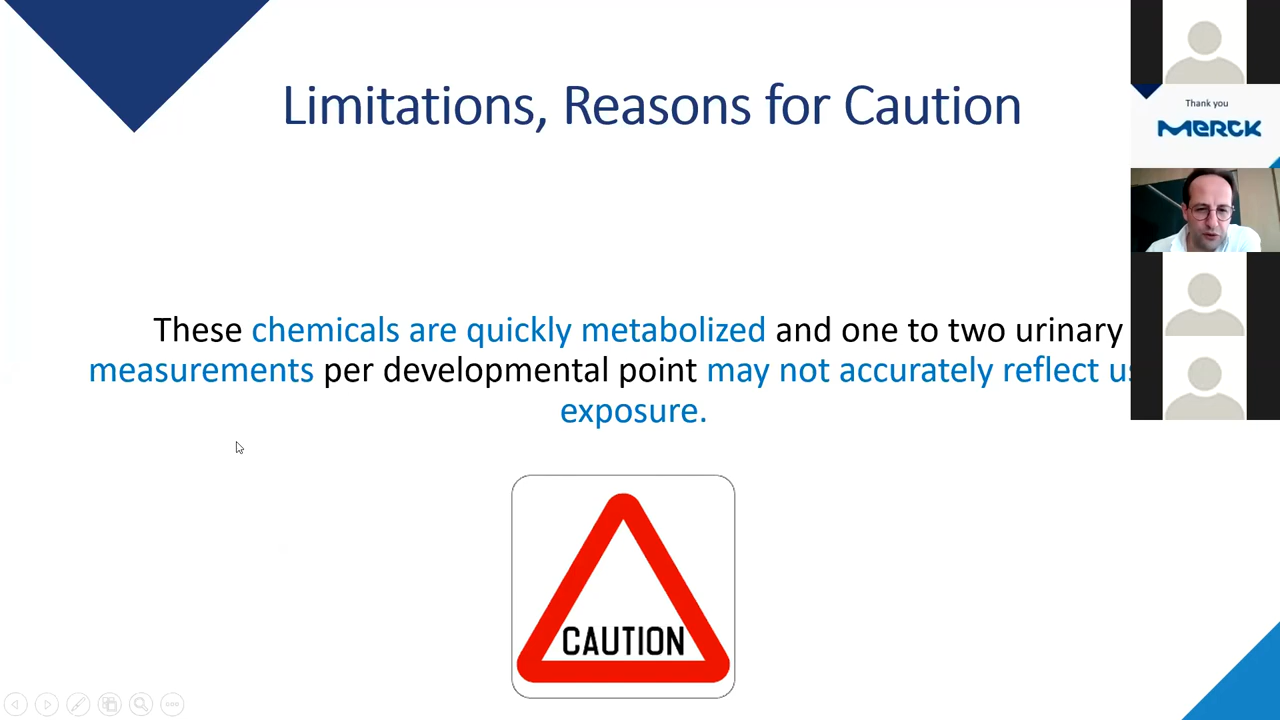 Limitations, Reasons for Caution
These chemicals are quickly metabolized and one to two urinary
measurements per developmental point may not accurately reflect
exposure.
CAUTION
Thank you
MERCK